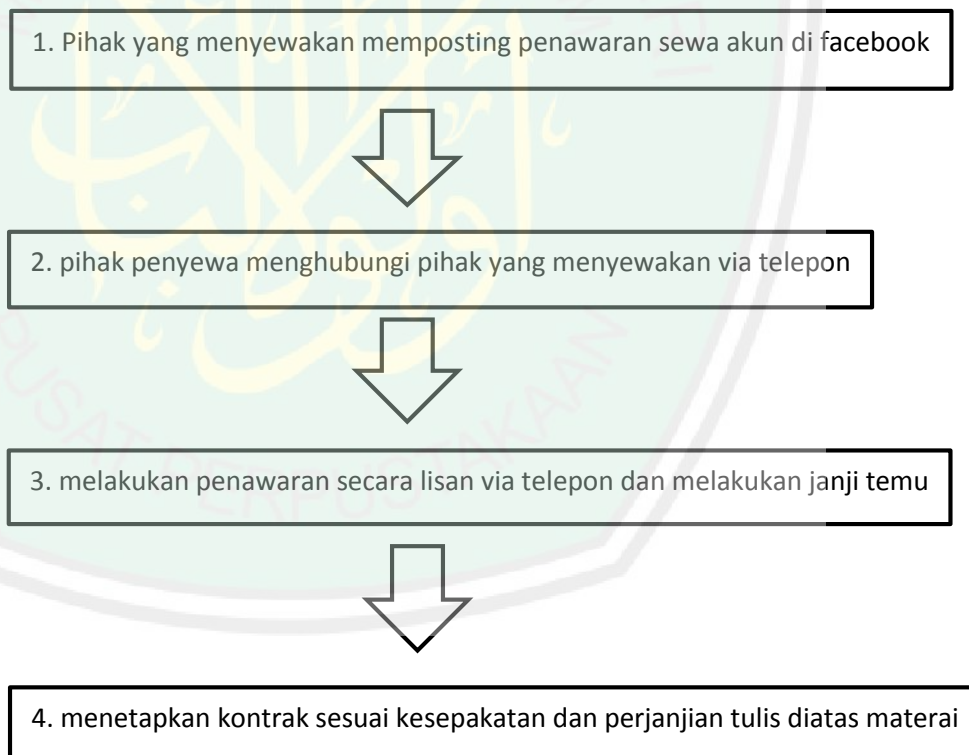 1. Pihak yang menyewakan memposting penawaran sewa akun di facebook
2. pihak penyewa menghubungi pihak yang menyewakan via telepon
3. melakukan penawaran secara lisan via telepon dan melakukan janji temu
PUSAT PERPUSTAKAAN
4. menetapkan kontrak sesuai kesepakatan dan perjanjian tulis diatas materai